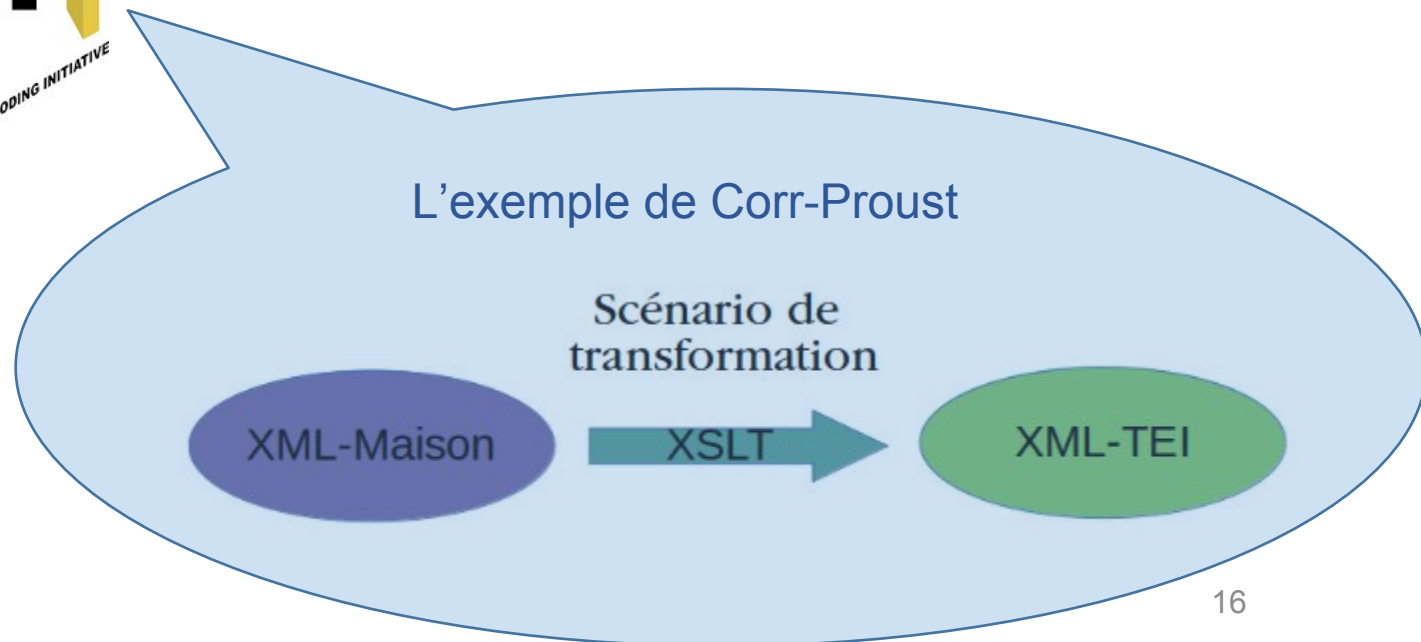 ODING INITIATIVE
L’exemple de Corr-Proust
Scénario de
transformation
XML-Maison
XSLT
XML-TEI
16